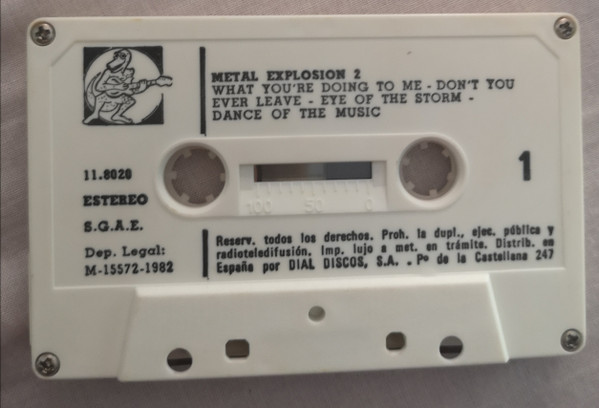 METAL EXPLOSION 2
WHAT YOU'RE DOING TO ME - DON'T YOU
EVER LEAVE - EYE OF THE STORM -
DANCE OF THE MUSIC
11.8020
ESTEREO
S.G.A.E.
Dep. Legal:
M-15572-1982
1
100 50 0
Reserv. todos los derechos. Proh. la dupl., ejec. pública y
radioteledifusión. Imp. lujo a met. en trámite. Distrib. en
España por DIAL DISCOS, S.A. . Pº de la Castellana 247